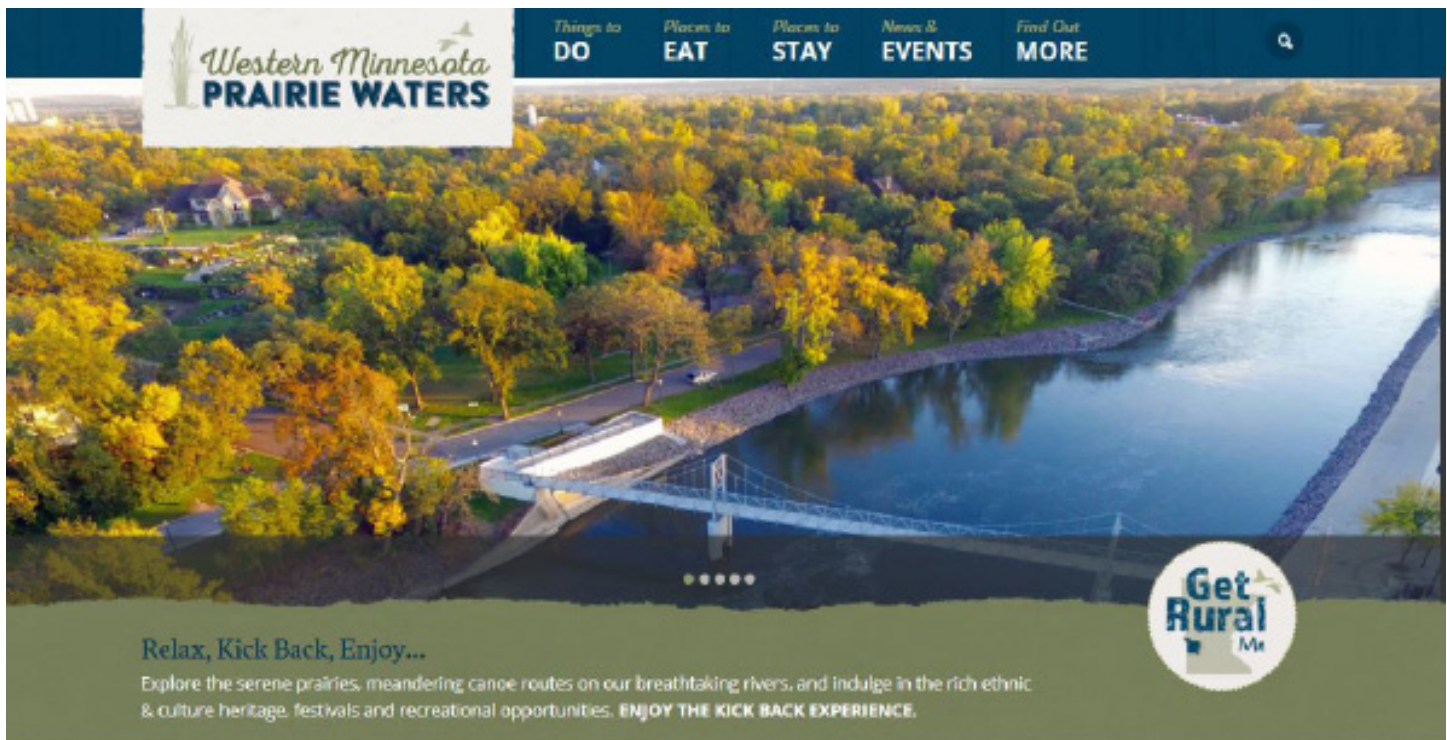 Western Minnesota
PRAIRIE WATERS
Things to
DO
Places to
EAT
Places to
STAY
News &
EVENTS
Find Out
MORE
Get
Rural
Mn
Relax, Kick Back, Enjoy...
Explore the serene prairies, meandering canoe routes on our breathtaking rivers, and indulge in the rich ethnic
& culture heritage, festivals and recreational opportunities. ENJOY THE KICK BACK EXPERIENCE.